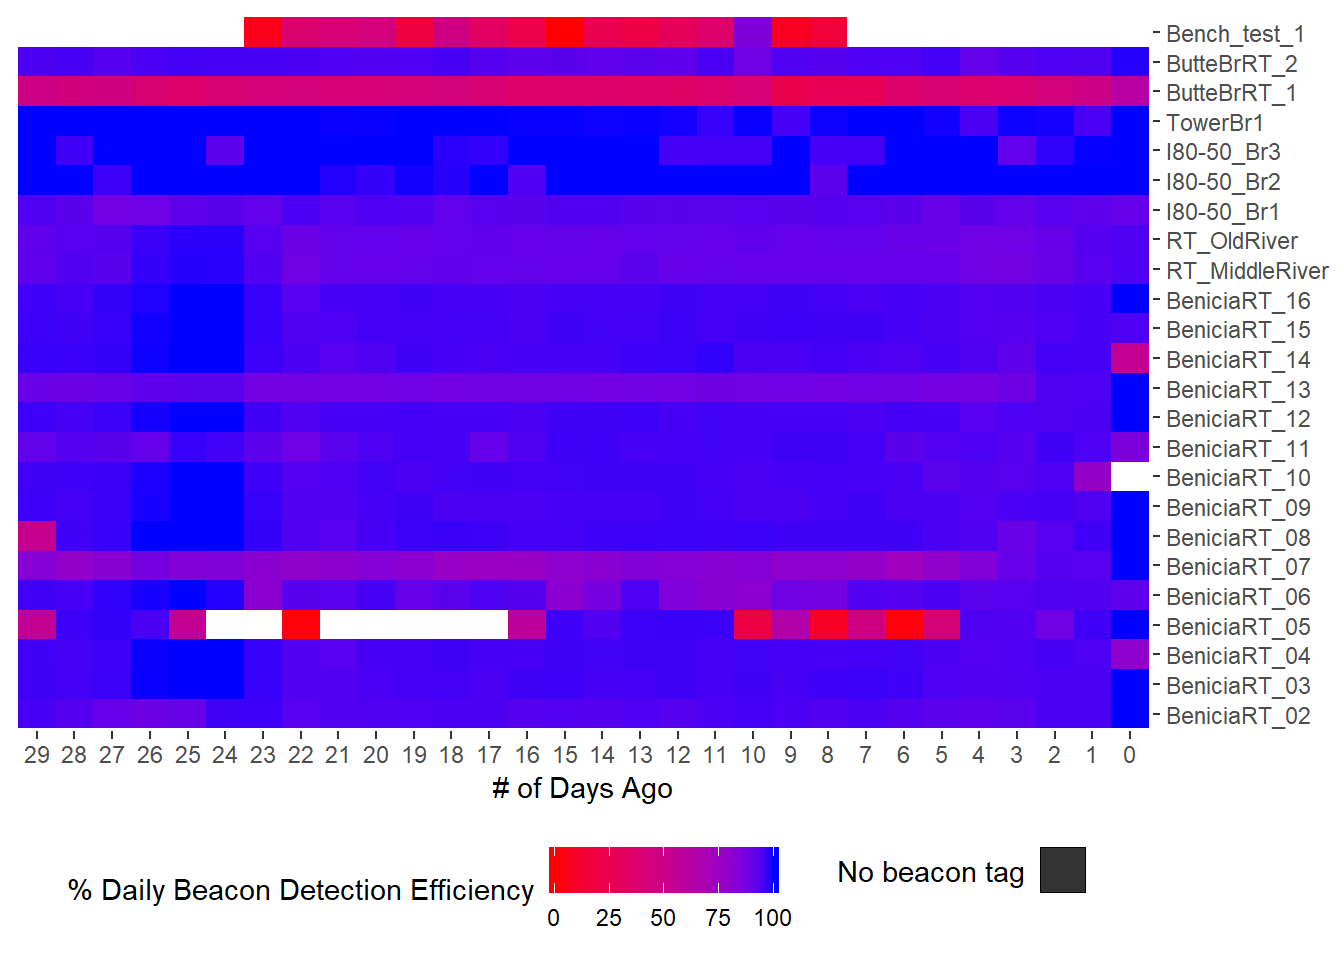 Bench_test_1
ButteBrRT_2
ButteBrRT_1
TowerBr1
I80-50_Br3
I80-50_Br2
I80-50_Br1
RT_OldRiver
RT_MiddleRiver
BeniciaRT_16
BeniciaRT_15
BeniciaRT_14
BeniciaRT_13
BeniciaRT_12
BeniciaRT_11
BeniciaRT_10
BeniciaRT_09
BeniciaRT_08
BeniciaRT_07
BeniciaRT_06
BeniciaRT_05
BeniciaRT_04
BeniciaRT_03
BeniciaRT_02
29 28 27 26 25 24 23 22 21 20 19 18 17 16 15 14 13 12 11 10 9 8 7 6 5 4 3 2 1 0
# of Days Ago
% Daily Beacon Detection Efficiency
0 25 50 75 100
No beacon tag